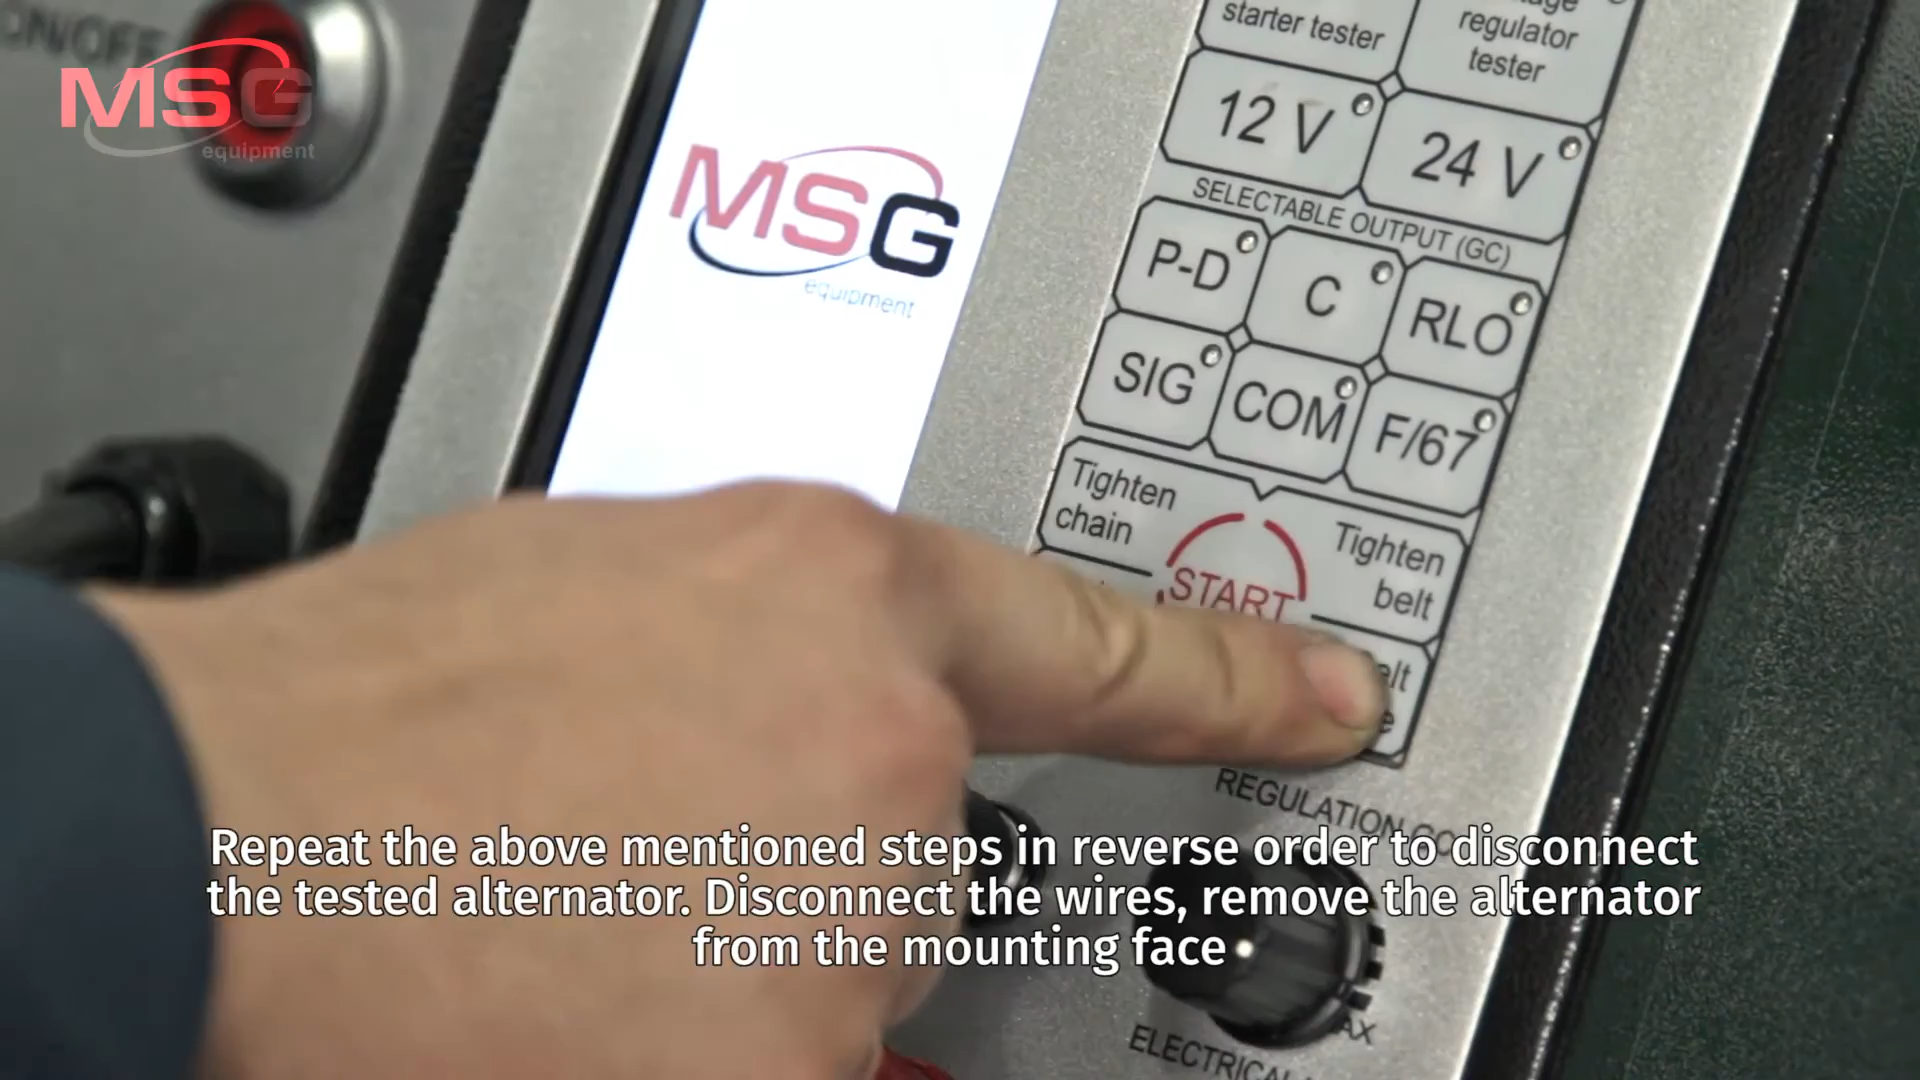 ON/OFF
MSG
equipment
MSG
equipment
starter tester
regulator
tester
12 V
24 V
SELECTABLE OUTPUT (GC)
P-D
C
RLO
SIG
COM
F/67
Tighten
chain
START
Tighten
belt
REGULATION
ELECTRICAL
Repeat the above mentioned steps in reverse order to disconnect
the tested alternator. Disconnect the wires, remove the alternator
from the mounting face